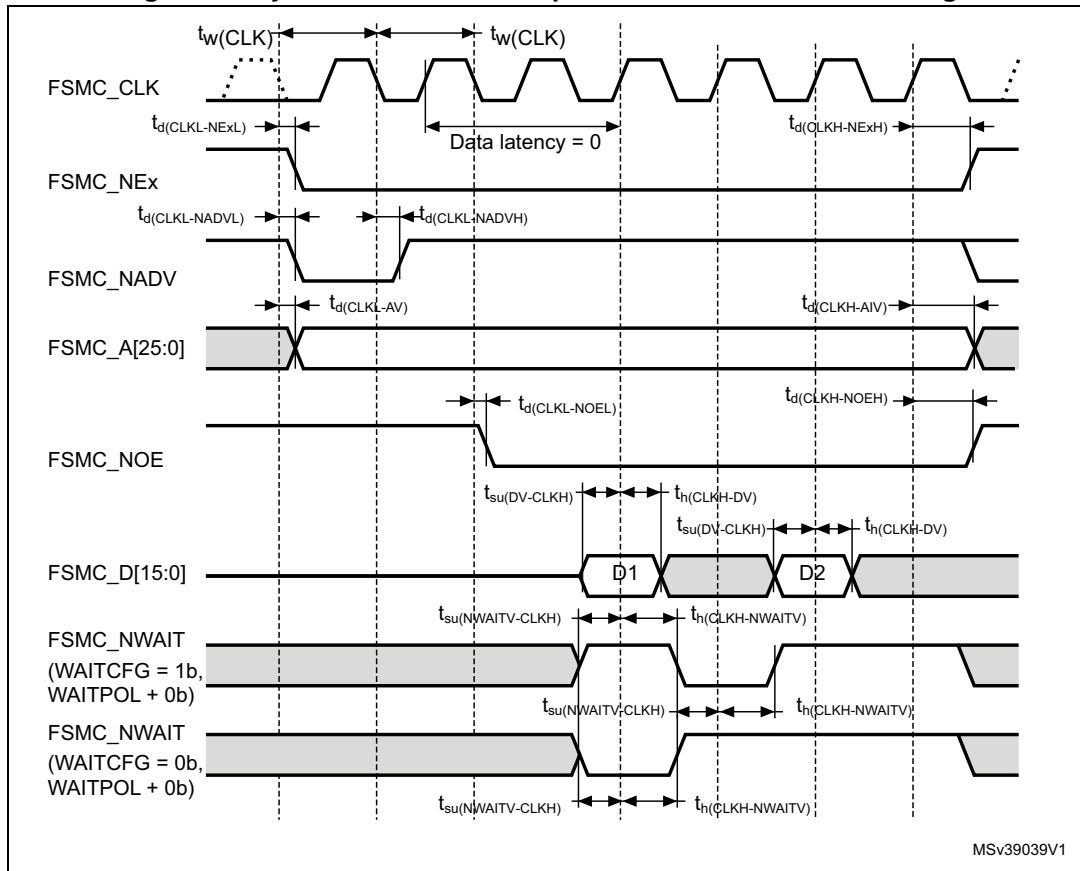 tw(CLK) tw(CLK)
FSMC_CLK
td(CLKL-NExL) Data latency = 0 td(CLKH-NExH)
FSMC_NEx
td(CLKL-NADVL) td(CLKL-NADVH)
FSMC_NADV
td(CLKL-AV) td(CLKH-AIV)
FSMC_A[25:0]
td(CLKL-NOEL) td(CLKH-NOEH)
FSMC_NOE
tsu(DV-CLKH) th(CLKH-DV)
tsu(DV-CLKH) th(CLKH-DV)
FSMC_D[15:0] D1 D2
tsu(NWAITV-CLKH) th(CLKH-NWAITV)
FSMC_NWAIT
(WAITCFG = 1b,
WAITPOL + 0b)
tsu(NWAITV-CLKH) th(CLKH-NWAITV)
FSMC_NWAIT
(WAITCFG = 0b,
WAITPOL + 0b)
tsu(NWAITV-CLKH) th(CLKH-NWAITV)
MSv39039V1